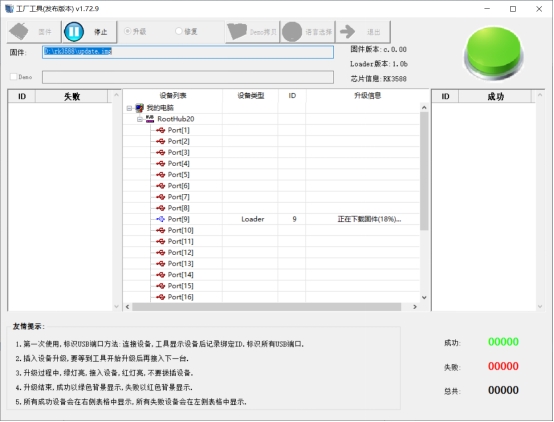 工厂工具(发布版本) v1.72.9
固件 停止 升级 修复 Demo拷贝 语言选择 退出
固件: D:\rk3588\update.img
固件版本:c.0.00
Demo
Loader版本:1.0b
芯片信息:RK3588
ID 失败 设备列表 设备类型 ID 升级信息 ID 成功
我的电脑
RootHub20
Port[1]
Port[2]
Port[3]
Port[4]
Port[5]
Port[6]
Port[7]
Port[8]
Port[9] Loader 9 正在下载固件(18%)...
Port[10]
Port[11]
Port[12]
Port[13]
Port[14]
Port[15]
Port[16]
友情提示:
1.第一次使用,标识USB端口方法:连接设备,工具显示设备后记录绑定ID.标识所有USB端口.
2.插入设备升级,要等到工具开始升级后再接入下一台.
3.升级过程中,绿灯亮,接入设备,红灯亮,不要拔插设备.
4.升级结束,成功以绿色背景显示,失败以红色背景显示.
5.所有成功设备会在右侧表格中显示,所有失败设备会在左侧表格中显示.
成功: 00000
失败: 00000
总共: 00000